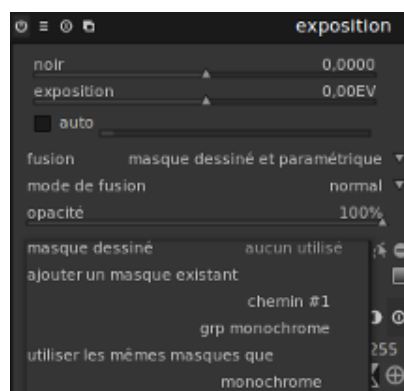 exposition
noir 0,0000
exposition 0,00EV
auto
fusion masque dessiné et paramétrique
mode de fusion normal
opacité 100%
masque dessiné aucun utilisé
ajouter un masque existant
chemin #1
grp monochrome
255
utiliser les mêmes masques que
monochrome